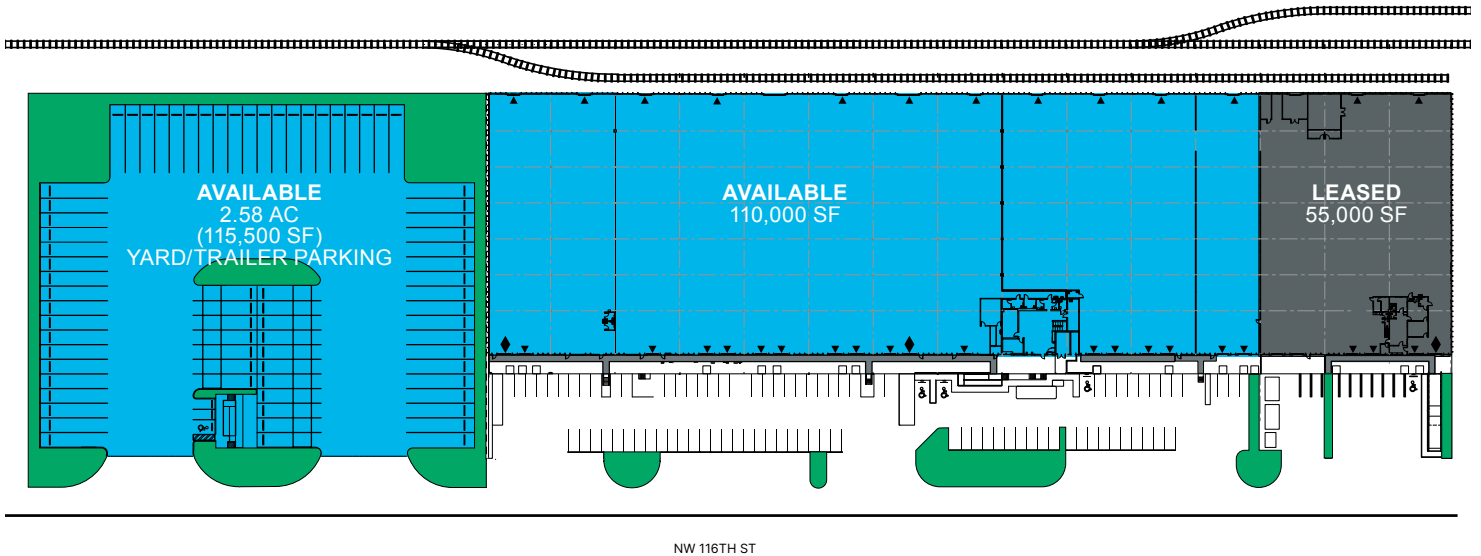 AVAILABLE
2.58 AC
(115,500 SF)
YARD/TRAILER PARKING
AVAILABLE
110,000 SF
LEASED
55,000 SF
NW 116TH ST